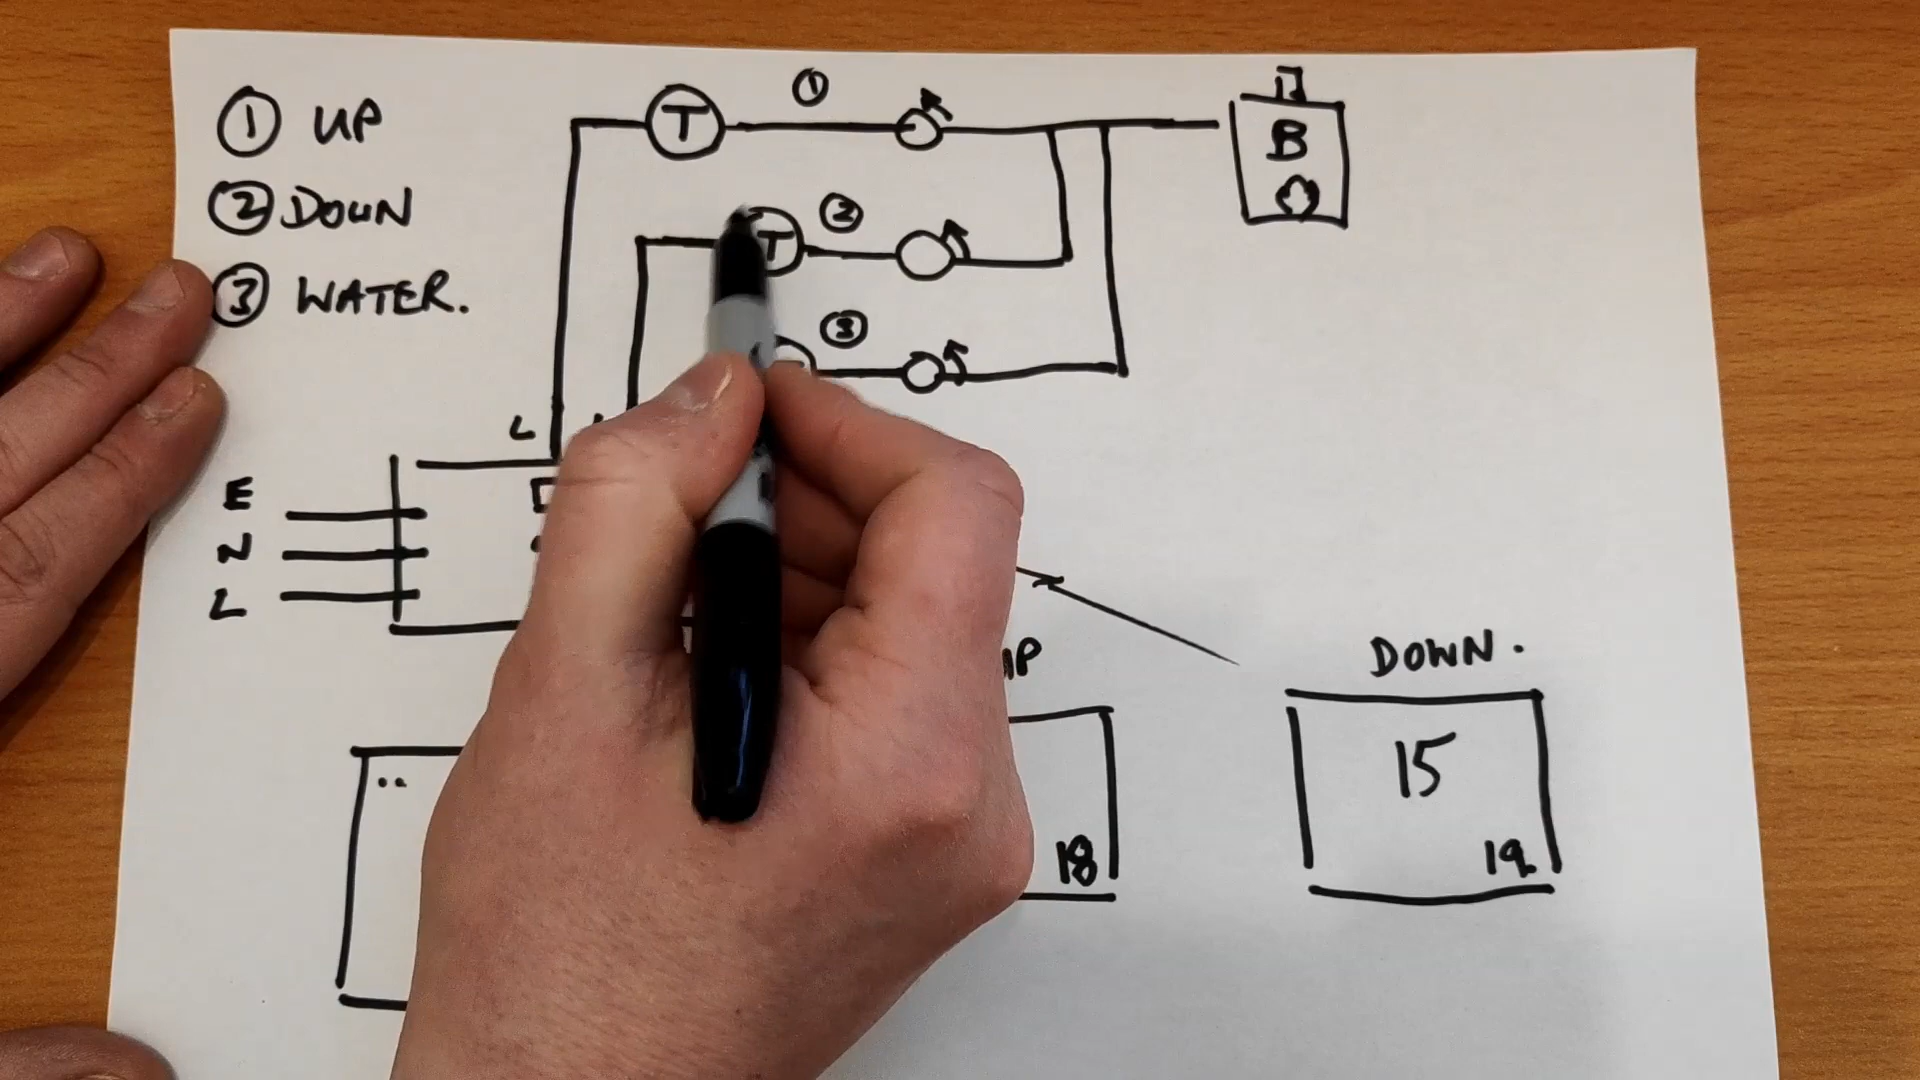 ① UP
② DOWN
③ WATER.
T
①
B
T
②
③
L
E
N
L
DOWN.
15
18
19